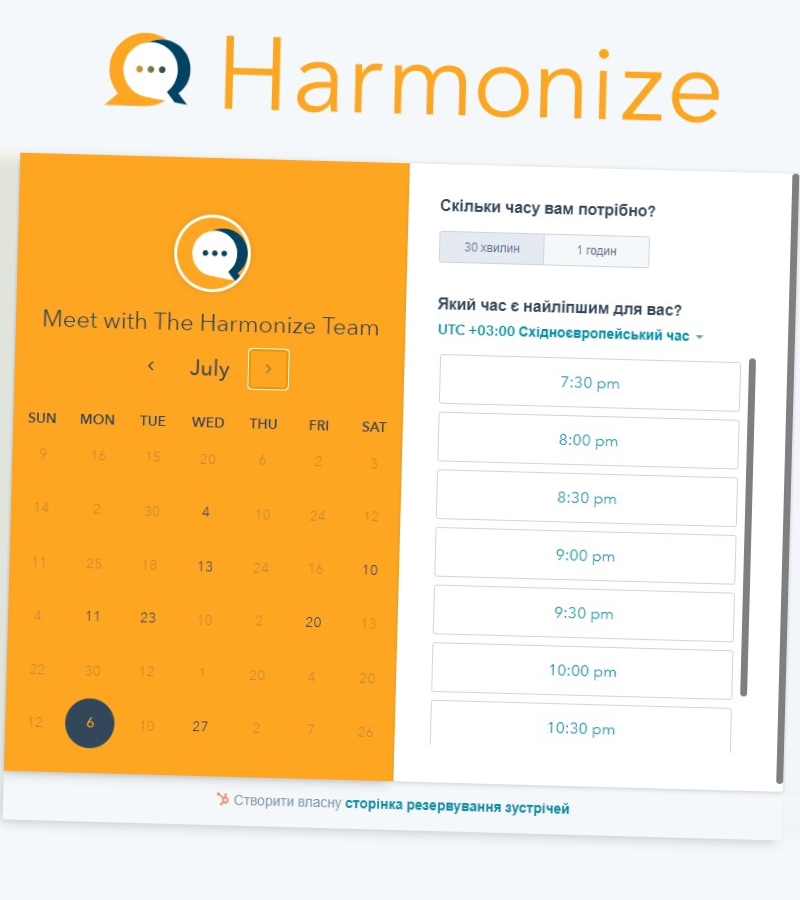 Harmonize
Meet with The Harmonize Team
July
SUN MON TUE WED THU FRI SAT
9 16 15 20 6 2 3
14 2 30 4 10 24 12
11 25 18 13 24 16 10
4 11 23 10 2 20 13
22 30 12 1 20 4 20
12 6 10 27 2 7 26
Скільки часу вам потрібно?
30 хвилин 1 годин
Який час є найліпшим для вас?
UTC +03:00 Східноєвропейський час
7:30 pm
8:00 pm
8:30 pm
9:00 pm
9:30 pm
10:00 pm
10:30 pm
Створити власну сторінка резервування зустрічей